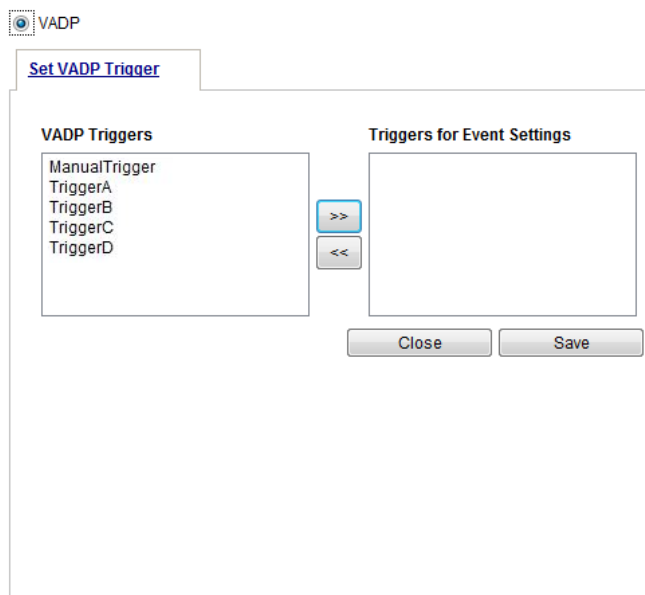 VADP
Set VADP Trigger
VADP Triggers
Triggers for Event Settings
ManualTrigger
TriggerA
TriggerB
TriggerC
TriggerD
>>
<<
Close
Save